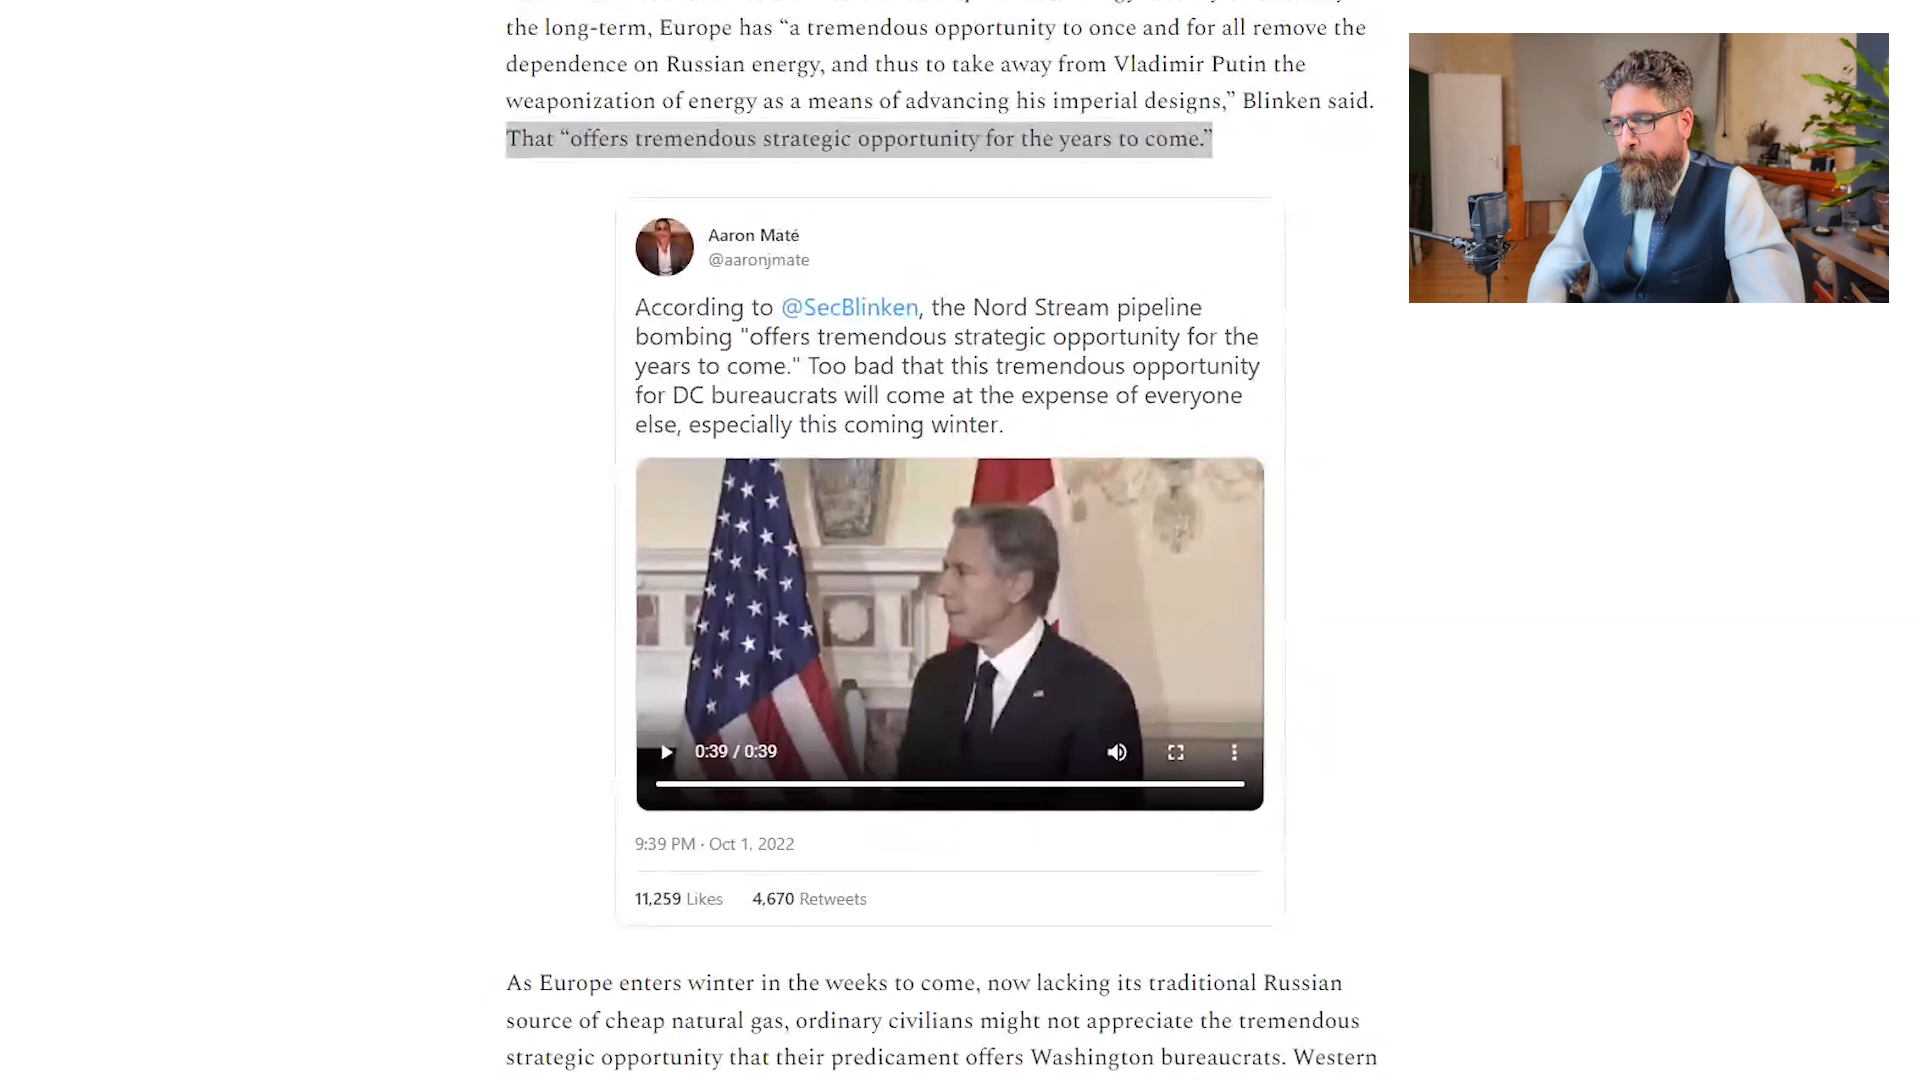 the long-term, Europe has “a tremendous opportunity to once and for all remove the
dependence on Russian energy, and thus to take away from Vladimir Putin the
weaponization of energy as a means of advancing his imperial designs,” Blinken said.
That “offers tremendous strategic opportunity for the years to come.”
Aaron Maté
@aaronjmate
According to @SecBlinken, the Nord Stream pipeline
bombing "offers tremendous strategic opportunity for the
years to come." Too bad that this tremendous opportunity
for DC bureaucrats will come at the expense of everyone
else, especially this coming winter.
0:39 / 0:39
9:39 PM · Oct 1, 2022
11,259 Likes 4,670 Retweets
As Europe enters winter in the weeks to come, now lacking its traditional Russian
source of cheap natural gas, ordinary civilians might not appreciate the tremendous
strategic opportunity that their predicament offers Washington bureaucrats. Western